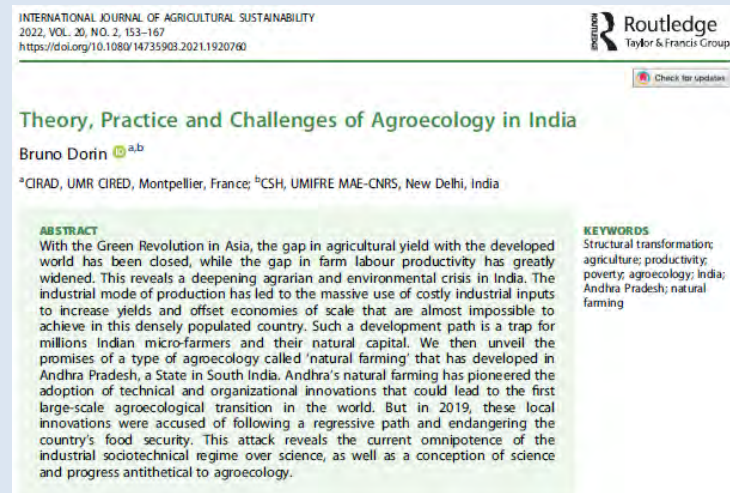 INTERNATIONAL JOURNAL OF AGRICULTURAL SUSTAINABILITY
2022, VOL. 20, NO. 2, 153–167
https://doi.org/10.1080/14735903.2021.1920760
ROUTLEDGE
Routledge
Taylor & Francis Group
Check for updates
Theory, Practice and Challenges of Agroecology in India
Bruno Dorin iD a,b
aCIRAD, UMR CIRED, Montpellier, France; bCSH, UMIFRE MAE-CNRS, New Delhi, India
ABSTRACT
With the Green Revolution in Asia, the gap in agricultural yield with the developed
world has been closed, while the gap in farm labour productivity has greatly
widened. This reveals a deepening agrarian and environmental crisis in India. The
industrial mode of production has led to the massive use of costly industrial inputs
to increase yields and offset economies of scale that are almost impossible to
achieve in this densely populated country. Such a development path is a trap for
millions Indian micro-farmers and their natural capital. We then unveil the
promises of a type of agroecology called ‘natural farming’ that has developed in
Andhra Pradesh, a State in South India. Andhra’s natural farming has pioneered the
adoption of technical and organizational innovations that could lead to the first
large-scale agroecological transition in the world. But in 2019, these local
innovations were accused of following a regressive path and endangering the
country’s food security. This attack reveals the current omnipotence of the
industrial sociotechnical regime over science, as well as a conception of science
and progress antithetical to agroecology.
KEYWORDS
Structural transformation;
agriculture; productivity;
poverty; agroecology; India;
Andhra Pradesh; natural
farming